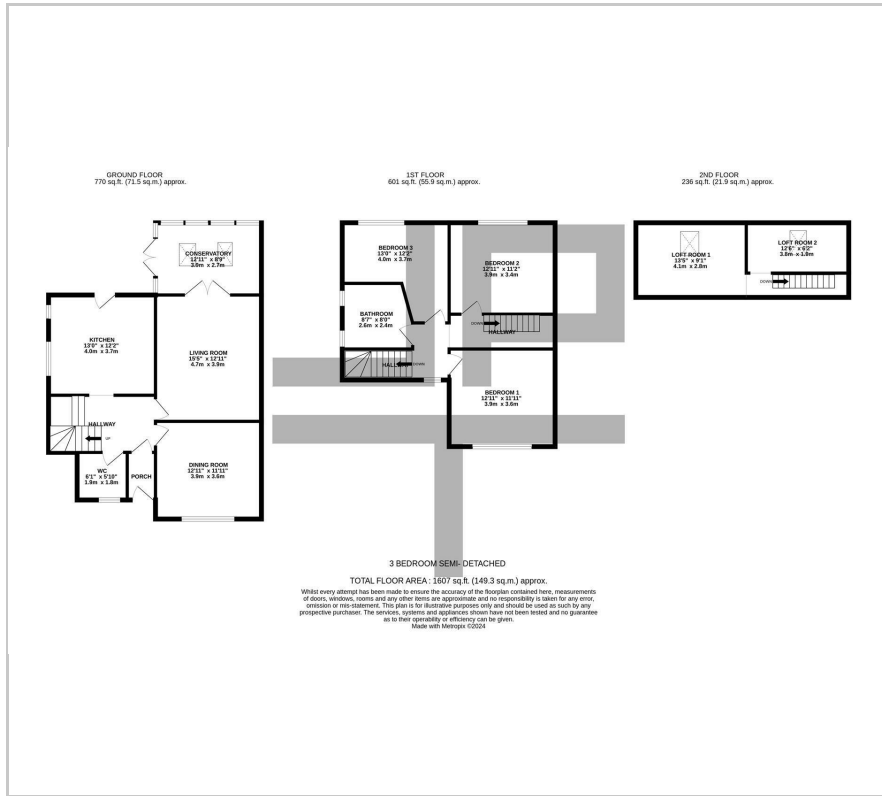 GROUND FLOOR
770 sq.ft. (71.5 sq.m.) approx.
CONSERVATORY
12'11" x 8'9"
3.9m x 2.7m
KITCHEN
13'0" x 12'2"
4.0m x 3.7m
LIVING ROOM
15'5" x 12'11"
4.7m x 3.9m
HALLWAY
UP
DINING ROOM
12'11" x 11'11"
3.9m x 3.6m
WC
6'1" x 5'10"
1.9m x 1.8m
PORCH
1ST FLOOR
601 sq.ft. (55.9 sq.m.) approx.
BEDROOM 3
13'0" x 12'2"
4.0m x 3.7m
BEDROOM 2
12'11" x 11'2"
3.9m x 3.4m
BATHROOM
8'7" x 8'0"
2.6m x 2.4m
DOWN
HALLWAY
HALLWAY
DOWN
BEDROOM 1
12'11" x 11'11"
3.9m x 3.6m
2ND FLOOR
236 sq.ft. (21.9 sq.m.) approx.
LOFT ROOM 1
13'5" x 9'1"
4.1m x 2.8m
LOFT ROOM 2
12'6" x 6'2"
3.8m x 1.9m
DOWN
3 BEDROOM SEMI- DETACHED
TOTAL FLOOR AREA : 1607 sq.ft. (149.3 sq.m.) approx.
Whilst every attempt has been made to ensure the accuracy of the floorplan contained here, measurements
of doors, windows, rooms and any other items are approximate and no responsibility is taken for any error,
omission or mis-statement. This plan is for illustrative purposes only and should be used as such by any
prospective purchaser. The services, systems and appliances shown have not been tested and no guarantee
as to their operability or efficiency can be given.
Made with Metropix ©2024